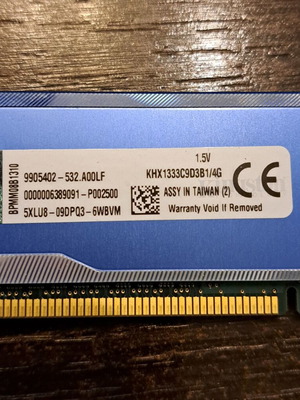 BPMMI08B1310
1.5V
9905402 - 532.A00LF
KHX1333C9D3B1/4G
0000006389091 - P002500
ASSY IN TAIWAN (2)
5XLU8 - 09DPQ3 - 6WBVM
Warranty Void If Removed
CE